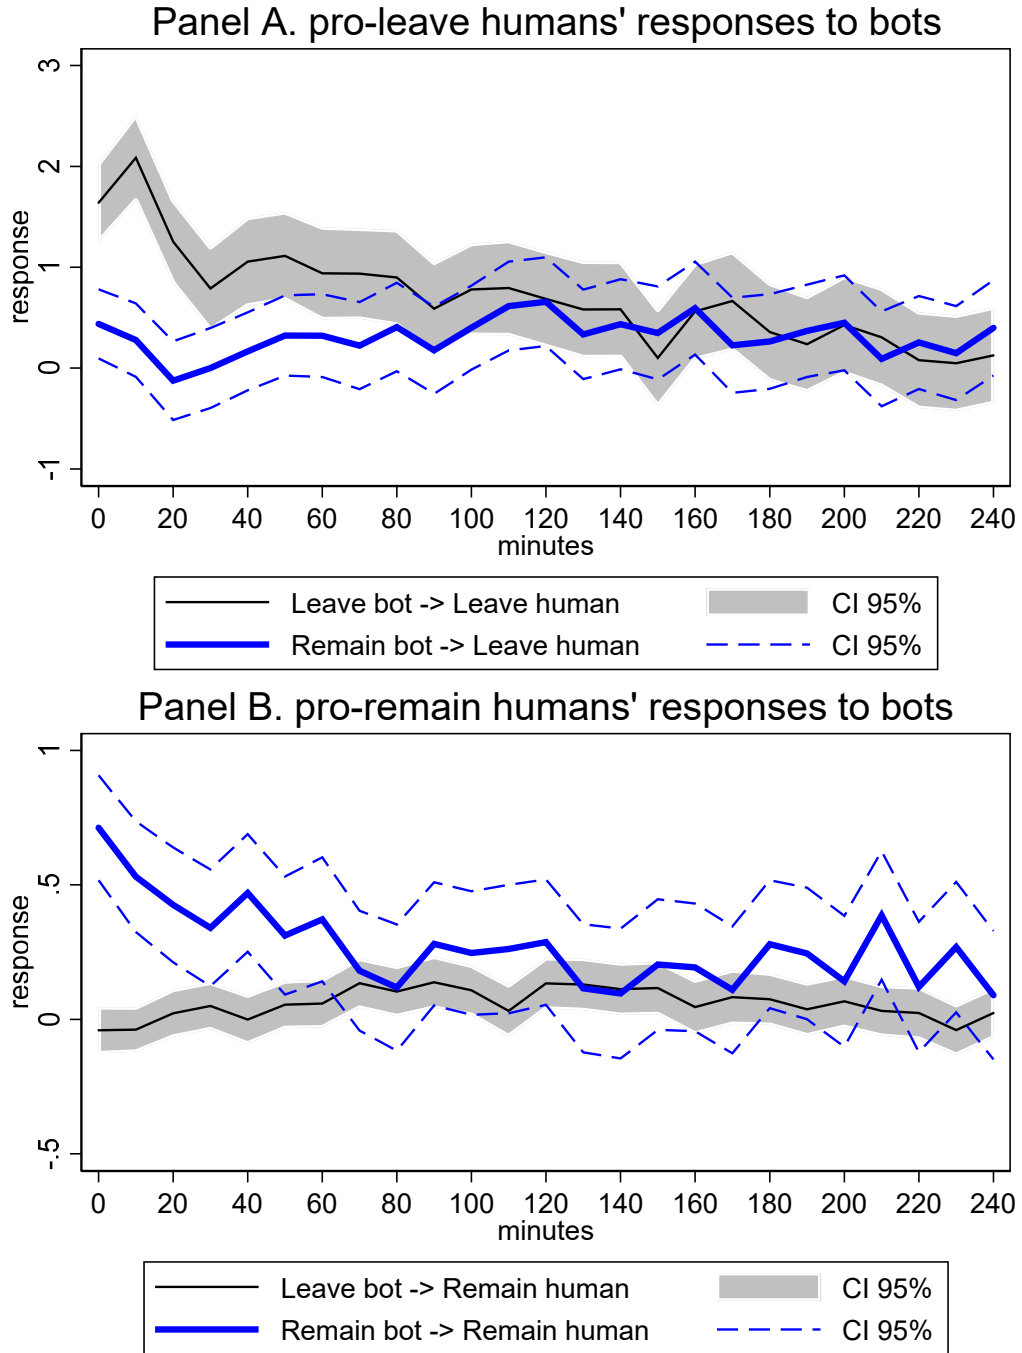 Panel A. pro-leave humans' responses to bots
3
2
1
0
-1
response
0 20 40 60 80 100 120 140 160 180 200 220 240
minutes
Leave bot -> Leave human CI 95%
Remain bot -> Leave human CI 95%
Panel B. pro-remain humans' responses to bots
1
.5
0
-.5
response
0 20 40 60 80 100 120 140 160 180 200 220 240
minutes
Leave bot -> Remain human CI 95%
Remain bot -> Remain human CI 95%